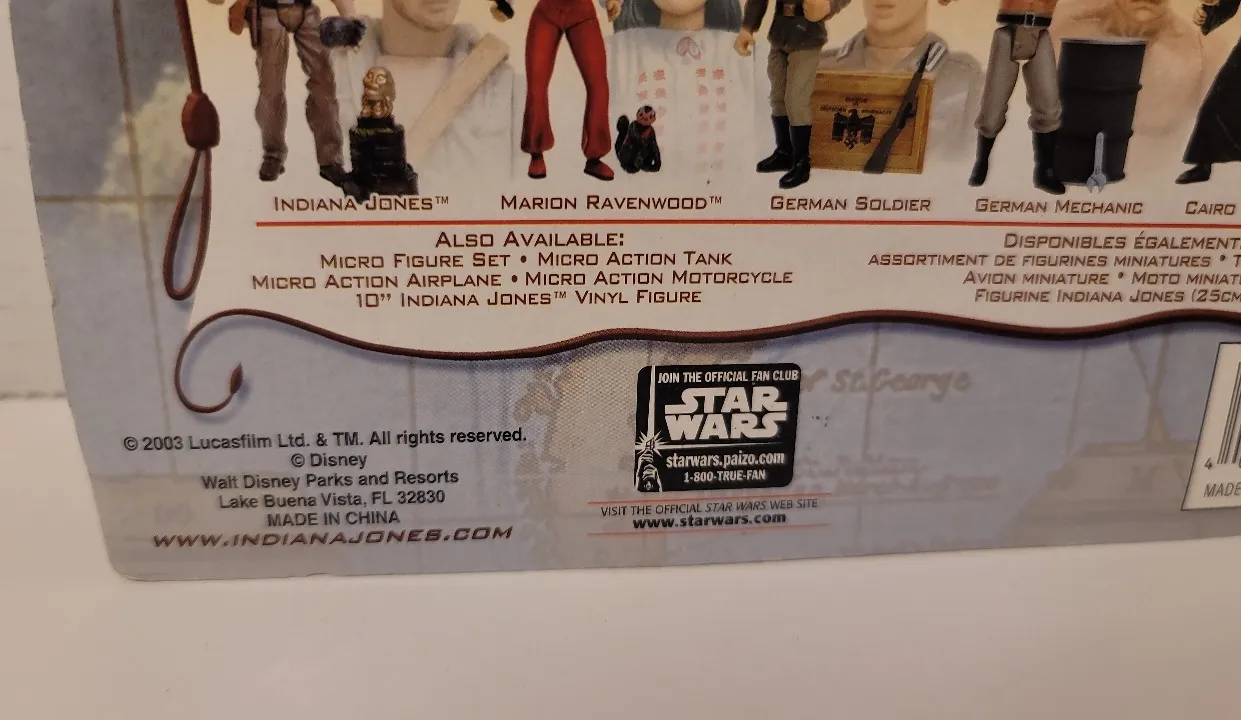 INDIANA JONES™
MARION RAVENWOOD™
GERMAN SOLDIER
GERMAN MECHANIC
CAIRO
ALSO AVAILABLE:
MICRO FIGURE SET • MICRO ACTION TANK
MICRO ACTION AIRPLANE • MICRO ACTION MOTORCYCLE
10” INDIANA JONES™ VINYL FIGURE
DISPONIBLES ÉGALEMENT
ASSORTIMENT DE FIGURINES MINIATURES •
AVION MINIATURE • MOTO
FIGURINE INDIANA JONES (25CM
St. George
© 2003 Lucasfilm Ltd. & TM. All rights reserved.
© Disney
Walt Disney Parks and Resorts
Lake Buena Vista, FL 32830
MADE IN CHINA
WWW.INDIANAJONES.COM
JOIN THE OFFICIAL FAN CLUB
STAR
WARS
starwars.paizo.com
1-800-TRUE-FAN
VISIT THE OFFICIAL STAR WARS WEB SITE
www.starwars.com
4
MADE